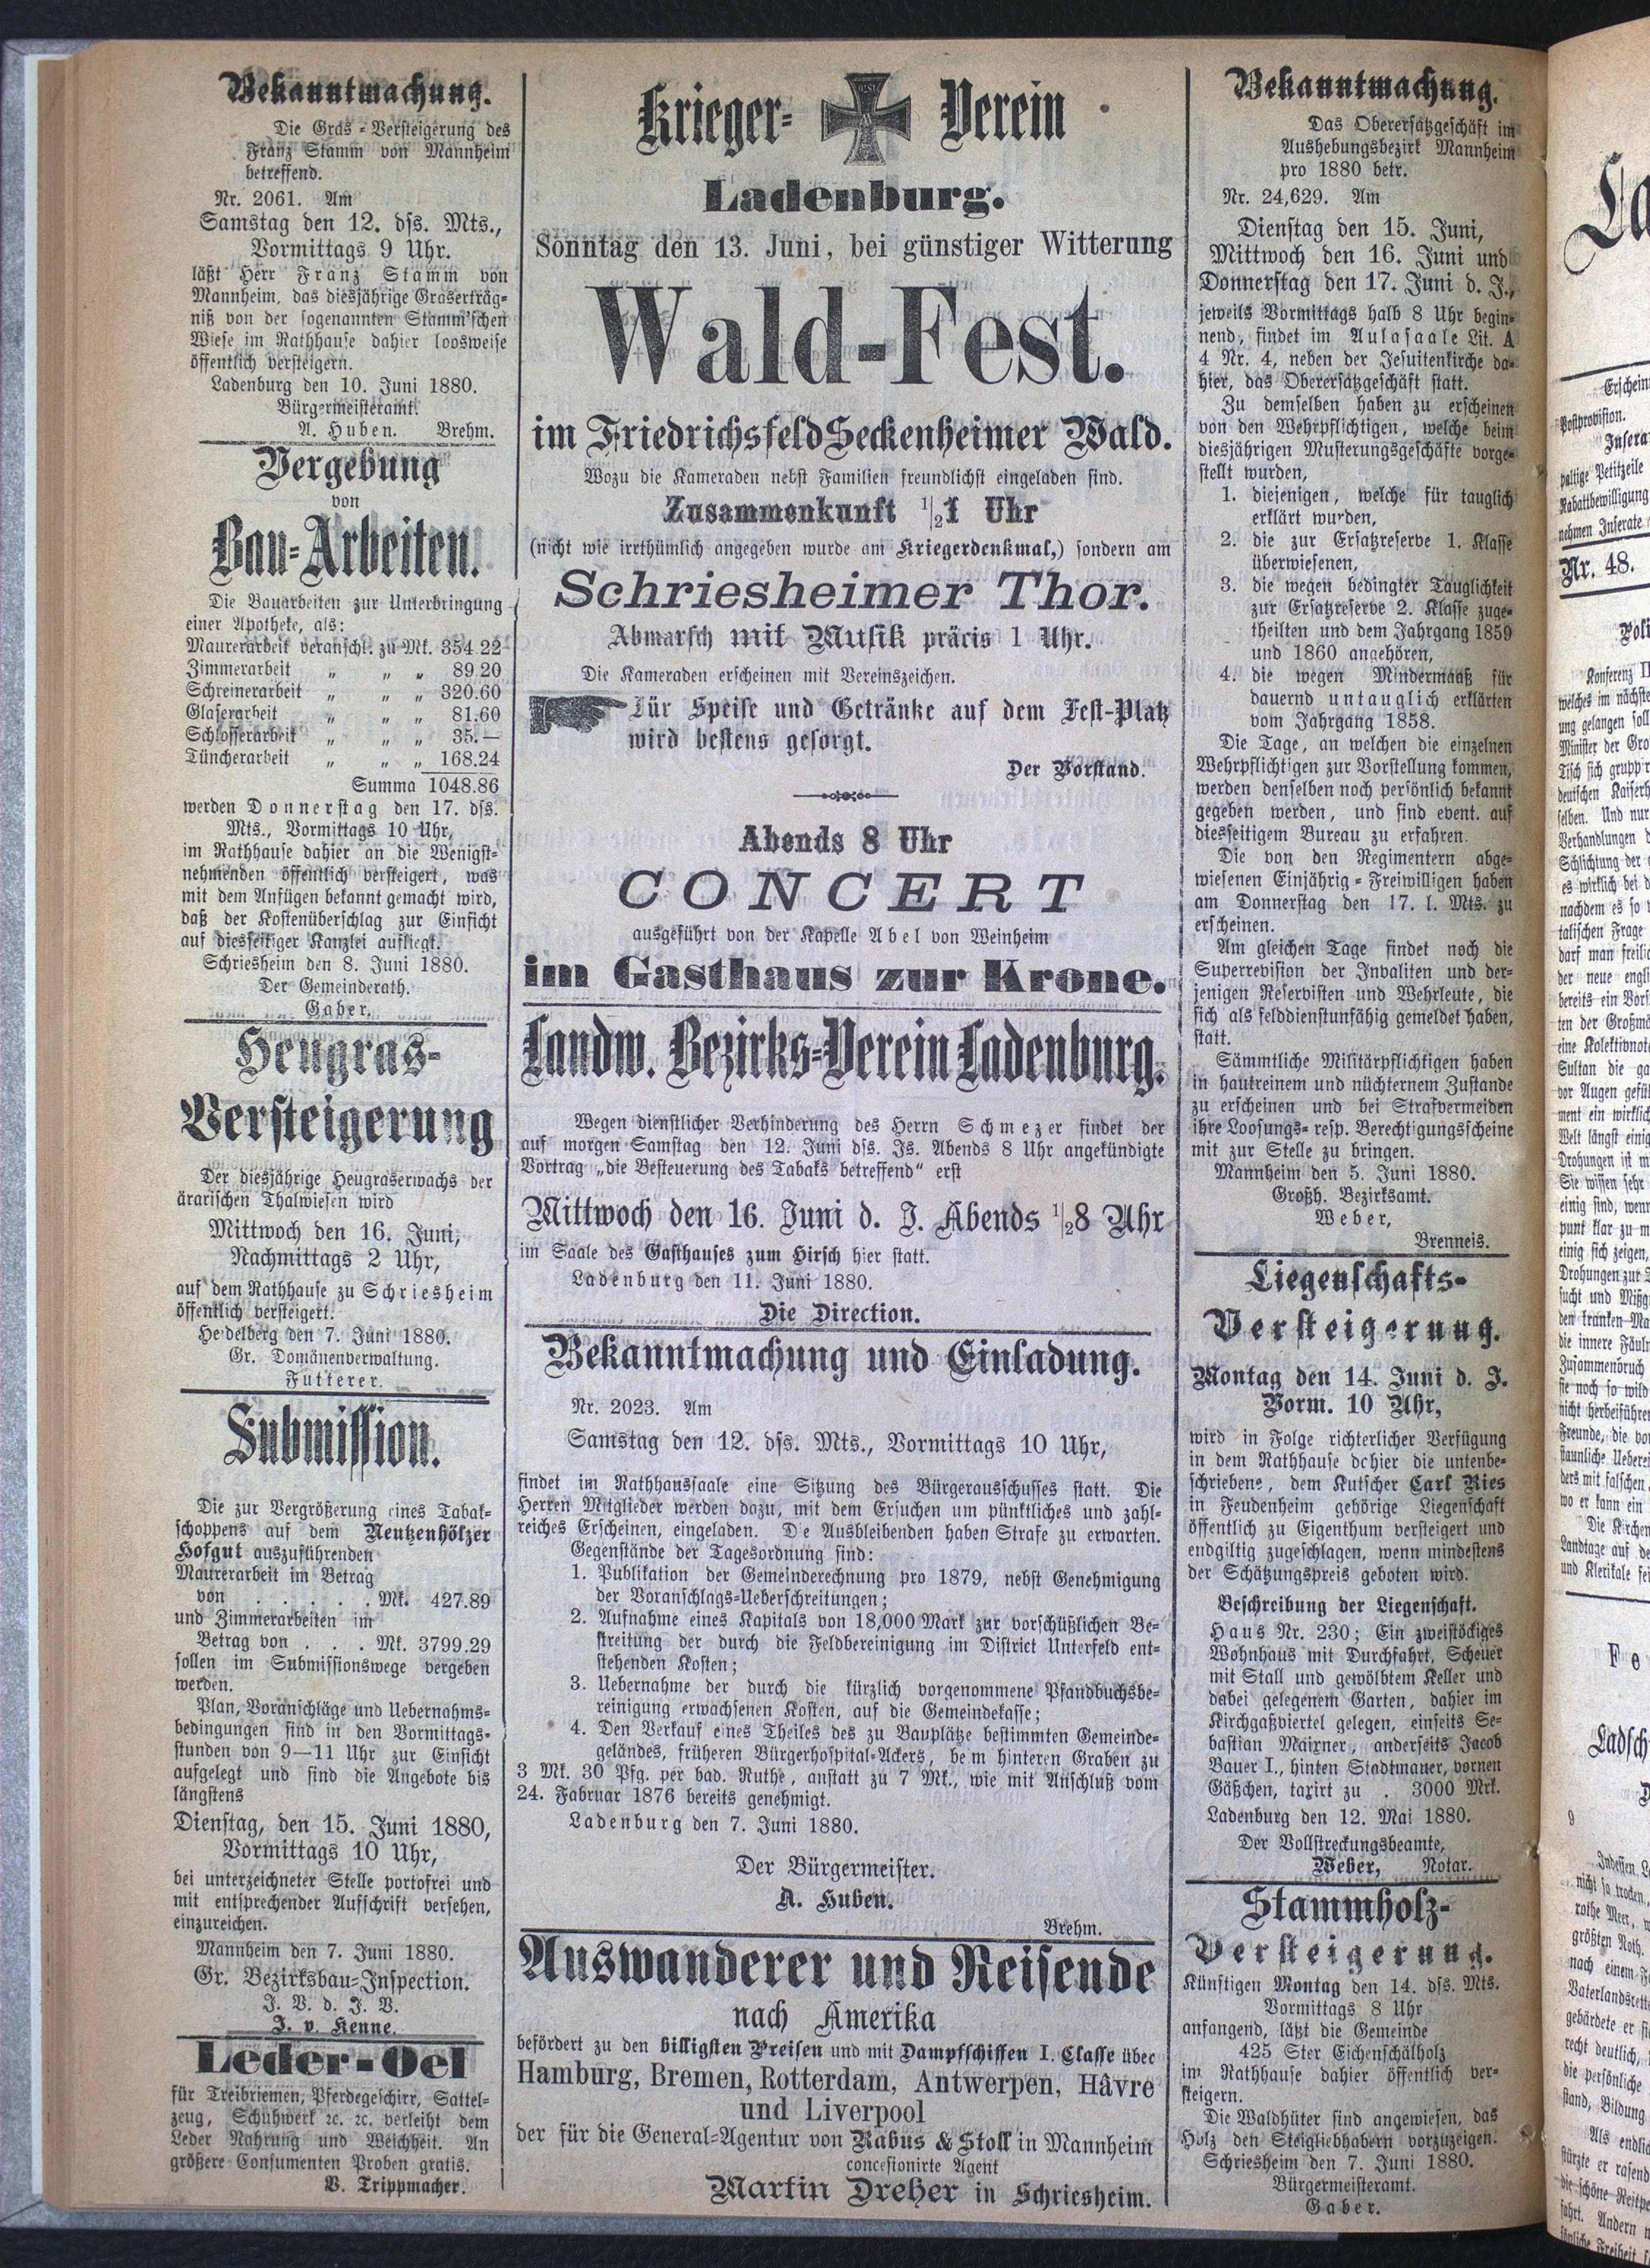 Bekanntmachung.
Die Gras-Versteigerung des
Franz Stamm von Mannheim
betreffend.
Nr. 2061. Am
Samstag den 12. dss. Mts.,
Vormittags 9 Uhr.
läßt Herr Franz Stamm von
Mannheim, das diesjährige Graserträg-
niß von der sogenannten Stamm'schen
Wiese im Rathhause dahier loosweise
öffentlich versteigern.
Ladenburg den 10. Juni 1880.
Bürgermeisteramt.
A. Huben. Brehm.
Vergebung
von
Bau-Arbeiten.
Die Bauarbeiten zur Unterbringung
einer Apotheke, als:
Maurerarbeit veranschl. zu Mk. 354.22
Zimmerarbeit „ „ „ 89.20
Schreinerarbeit „ „ „ 320.60
Glaserarbeit „ „ „ 81.60
Schlosserarbeit „ „ „ 35.—
Tüncherarbeit „ „ „ 168.24
Summa 1048.86
werden Donnerstag den 17. dss.
Mts., Vormittags 10 Uhr,
im Rathhause dahier an die Wenigst-
nehmenden öffentlich versteigert, was
mit dem Anfügen bekannt gemacht wird,
daß der Kostenüberschlag zur Einsicht
auf diesseitiger Kanzlei aufliegt.
Schriesheim den 8. Juni 1880.
Der Gemeinderath.
Gaber.
Heugras-
Versteigerung
Der diesjährige Heugraserwachs der
ärarischen Thalwiesen wird
Mittwoch den 16. Juni,
Nachmittags 2 Uhr,
auf dem Rathhause zu Schriesheim
öffentlich versteigert.
Heidelberg den 7. Juni 1880.
Gr. Domänenverwaltung.
Futterer.
Submission.
Die zur Vergrößerung eines Tabak-
schoppens auf dem Neutzenhölzer
Hofgut auszuführenden
Maurerarbeit im Betrag
von . . . . . Mk. 427.89
und Zimmerarbeiten im
Betrag von . . . Mk. 3799.29
sollen im Submissionswege vergeben
werden.
Plan, Voranschläge und Uebernahms-
bedingungen sind in den Vormittags-
stunden von 9—11 Uhr zur Einsicht
aufgelegt und sind die Angebote bis
längstens
Dienstag, den 15. Juni 1880,
Vormittags 10 Uhr,
bei unterzeichneter Stelle portofrei und
mit entsprechender Aufschrift versehen,
einzureichen.
Mannheim den 7. Juni 1880.
Gr. Bezirksbau-Inspection.
J. V. d. J. V.
J. v. Kenne.
Leder-Oel
für Treibriemen, Pferdegeschirr, Sattel-
zeug, Schuhwerk ꝛc. ꝛc. verleiht dem
Leder Nahrung und Weichheit. An
größere Consumenten Proben gratis.
V. Trippmacher.
Krieger- Verein
Ladenburg.
Sonntag den 13. Juni, bei günstiger Witterung
Wald-Fest.
im Friedrichsfeld Seckenheimer Wald.
Wozu die Kameraden nebst Familien freundlichst eingeladen sind.
Zusammenkunft 1/2 1 Uhr
(nicht wie irrthümlich angegeben wurde am Kriegerdenkmal,) sondern am
Schriesheimer Thor.
Abmarsch mit Musik präcis 1 Uhr.
Die Kameraden erscheinen mit Vereinszeichen.
Für Speise und Getränke auf dem Fest-Platz
wird bestens gesorgt.
Der Vorstand.
Abends 8 Uhr
CONCERT
ausgeführt von der Kapelle Abel von Weinheim
im Gasthaus zur Krone.
Landw. Bezirks-Verein Ladenburg.
Wegen dienstlicher Verhinderung des Herrn Schmezer findet der
auf morgen Samstag den 12. Juni dss. Js. Abends 8 Uhr angekündigte
Vortrag „die Besteuerung des Tabaks betreffend“ erst
Mittwoch den 16. Juni d. J. Abends 1/2 8 Uhr
im Saale des Gasthauses zum Hirsch hier statt.
Ladenburg den 11. Juni 1880.
Die Direction.
Bekanntmachung und Einladung.
Nr. 2023. Am
Samstag den 12. dss. Mts., Vormittags 10 Uhr,
findet im Rathhaussaale eine Sitzung des Bürgerausschusses statt. Die
Herren Mitglieder werden dazu, mit dem Ersuchen um pünktliches und zahl-
reiches Erscheinen, eingeladen. Die Ausbleibenden haben Strafe zu erwarten.
Gegenstände der Tagesordnung sind:
1. Publikation der Gemeinderechnung pro 1879, nebst Genehmigung
der Voranschlags-Ueberschreitungen;
2. Aufnahme eines Kapitals von 18,000 Mark zur vorschüßlichen Be-
streitung der durch die Feldbereinigung im District Unterfeld ent-
stehenden Kosten;
3. Uebernahme der durch die kürzlich vorgenommene Pfandbuchsbe-
reinigung erwachsenen Kosten, auf die Gemeindekasse;
4. Den Verkauf eines Theiles des zu Bauplätze bestimmten Gemeinde-
geländes, früheren Bürgerhospital-Ackers, beim hinteren Graben zu
3 Mk. 30 Pfg. per bad. Ruthe, anstatt zu 7 Mk., wie mit Anschluß vom
24. Fabruar 1876 bereits genehmigt.
Ladenburg den 7. Juni 1880.
Der Bürgermeister.
A. Huben.
Brehm.
Auswanderer und Reisende
nach Amerika
befördert zu den billigsten Preisen und mit Dampfschiffen I. Classe über
Hamburg, Bremen, Rotterdam, Antwerpen, Hâvre
und Liverpool
der für die General-Agentur von Rabus & Stoll in Mannheim
concesionirte Agent
Martin Dreher in Schriesheim.
Bekanntmachung.
Das Oberersatzgeschäft im
Aushebungsbezirk Mannheim
pro 1880 betr.
Nr. 24,629. Am
Dienstag den 15. Juni,
Mittwoch den 16. Juni und
Donnerstag den 17. Juni d. J.,
jeweils Vormittags halb 8 Uhr begin-
nend, findet im Aulasaale Lit. A
4 Nr. 4, neben der Jesuitenkirche da-
hier, das Oberersatzgeschäft statt.
Zu demselben haben zu erscheinen
von den Wehrpflichtigen, welche beim
diesjährigen Musterungsgeschäfte vorge-
stellt wurden,
1. diejenigen, welche für tauglich
erklärt wurden,
2. die zur Ersatzreserve 1. Klasse
überwiesenen,
3. die wegen bedingter Tauglichkeit
zur Ersatzreserve 2. Klasse zuge-
theilten und dem Jahrgang 1859
und 1860 angehören,
4. die wegen Mindermaaß für
dauernd untauglich erklärten
vom Jahrgang 1858.
Die Tage, an welchen die einzelnen
Wehrpflichtigen zur Vorstellung kommen,
werden denselben noch persönlich bekannt
gegeben werden, und sind event. auf
diesseitigem Bureau zu erfahren.
Die von den Regimentern abge-
wiesenen Einjährig-Freiwilligen haben
am Donnerstag den 17. l. Mts. zu
erscheinen.
Am gleichen Tage findet noch die
Superrevision der Invaliten und der-
jenigen Reservisten und Wehrleute, die
sich als felddienstunfähig gemeldet haben,
statt.
Sämmtliche Militärpflichtigen haben
in hautreinem und nüchternem Zustande
zu erscheinen und bei Strafvermeiden
ihre Loosungs- resp. Berechtigungsscheine
mit zur Stelle zu bringen.
Mannheim den 5. Juni 1880.
Großh. Bezirksamt.
Weber,
Brenneis.
Liegenschafts-
Versteigerung.
Montag den 14. Juni d. J.
Vorm. 10 Uhr,
wird in Folge richterlicher Verfügung
in dem Rathhause dahier die untenbe-
schriebene, dem Kutscher Carl Ries
in Feudenheim gehörige Liegenschaft
öffentlich zu Eigenthum versteigert und
endgiltig zugeschlagen, wenn mindestens
der Schätzungspreis geboten wird.
Beschreibung der Liegenschaft.
Haus Nr. 230; Ein zweistöckiges
Wohnhaus mit Durchfahrt, Scheuer
mit Stall und gewölbtem Keller und
dabei gelegenem Garten, dahier im
Kirchgaßviertel gelegen, einseits Se-
bastian Maixner, anderseits Jacob
Bauer I., hinten Stadtmauer, vornen
Gäßchen, taxirt zu . 3000 Mrk.
Ladenburg den 12. Mai 1880.
Der Vollstreckungsbeamte,
Weber, Notar.
Stammholz-
Versteigerung.
Künftigen Montag den 14. dss. Mts.
Vormittags 8 Uhr
anfangend, läßt die Gemeinde
425 Ster Eichenschälholz
im Rathhause dahier öffentlich ver-
steigern.
Die Waldhüter sind angewiesen, das
Holz den Steigliebhabern vorzuzeigen.
Schriesheim den 7. Juni 1880.
Bürgermeisteramt.
Gaber.
Nr. 48.